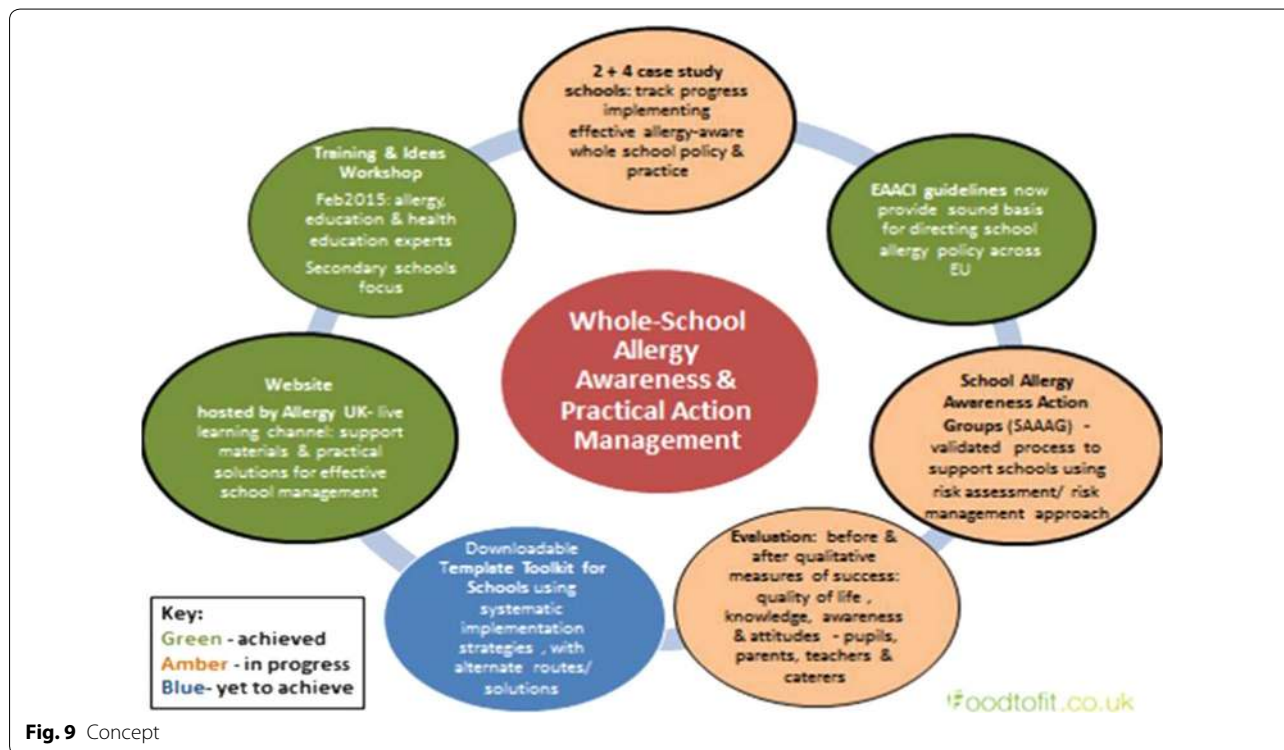 2 + 4 case study
schools: track progress
implementing
effective allergy-aware
whole school policy &
practice
EAACI guidelines now
provide sound basis
for directing school
allergy policy across
EU
School Allergy
Awareness Action
Groups (SAAAG) -
validated process to
support schools using
risk assessment/ risk
management approach
Evaluation: before &
after qualitative
measures of success:
quality of life ,
knowledge, awareness
& attitudes - pupils,
parents, teachers &
caterers
Downloadable
Template Toolkit for
Schools using
systematic
implementation
strategies , with
alternate routes/
solutions
Website
hosted by Allergy UK- live
learning channel: support
materials & practical
solutions for effective
school management
Training & Ideas
Workshop
Feb2015: allergy,
education & health
education experts
Secondary schools
focus
Whole-School
Allergy
Awareness &
Practical Action
Management
Key:
Green - achieved
Amber - in progress
Blue- yet to achieve
Foodtofit.co.uk
Fig. 9 Concept